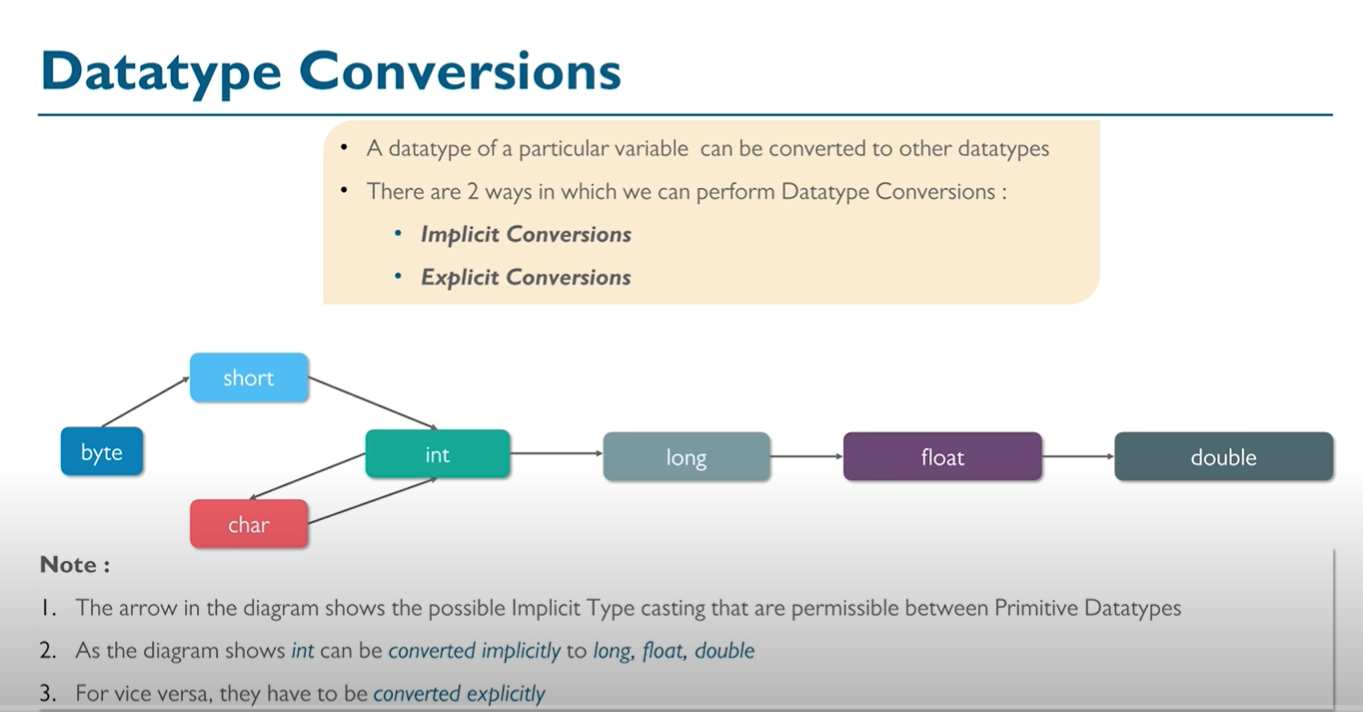 Datatype Conversions
• A datatype of a particular variable can be converted to other datatypes
• There are 2 ways in which we can perform Datatype Conversions :
• Implicit Conversions
• Explicit Conversions
short
byte
int
long
float
double
char
Note :
1. The arrow in the diagram shows the possible Implicit Type casting that are permissible between Primitive Datatypes
2. As the diagram shows int can be converted implicitly to long, float, double
3. For vice versa, they have to be converted explicitly